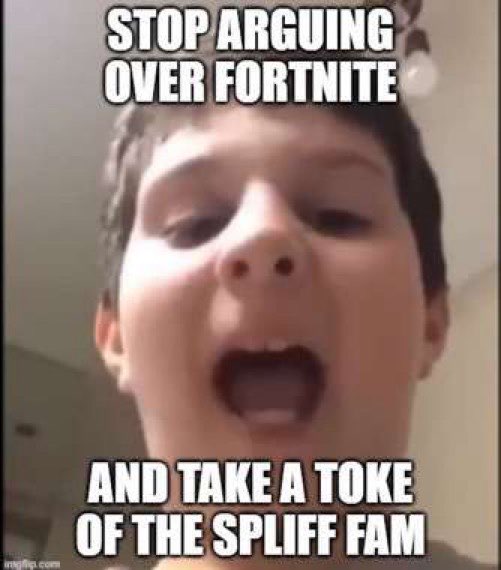 STOP ARGUING
OVER FORTNITE
AND TAKE A TOKE
OF THE SPLIFF FAM
imgflip.com